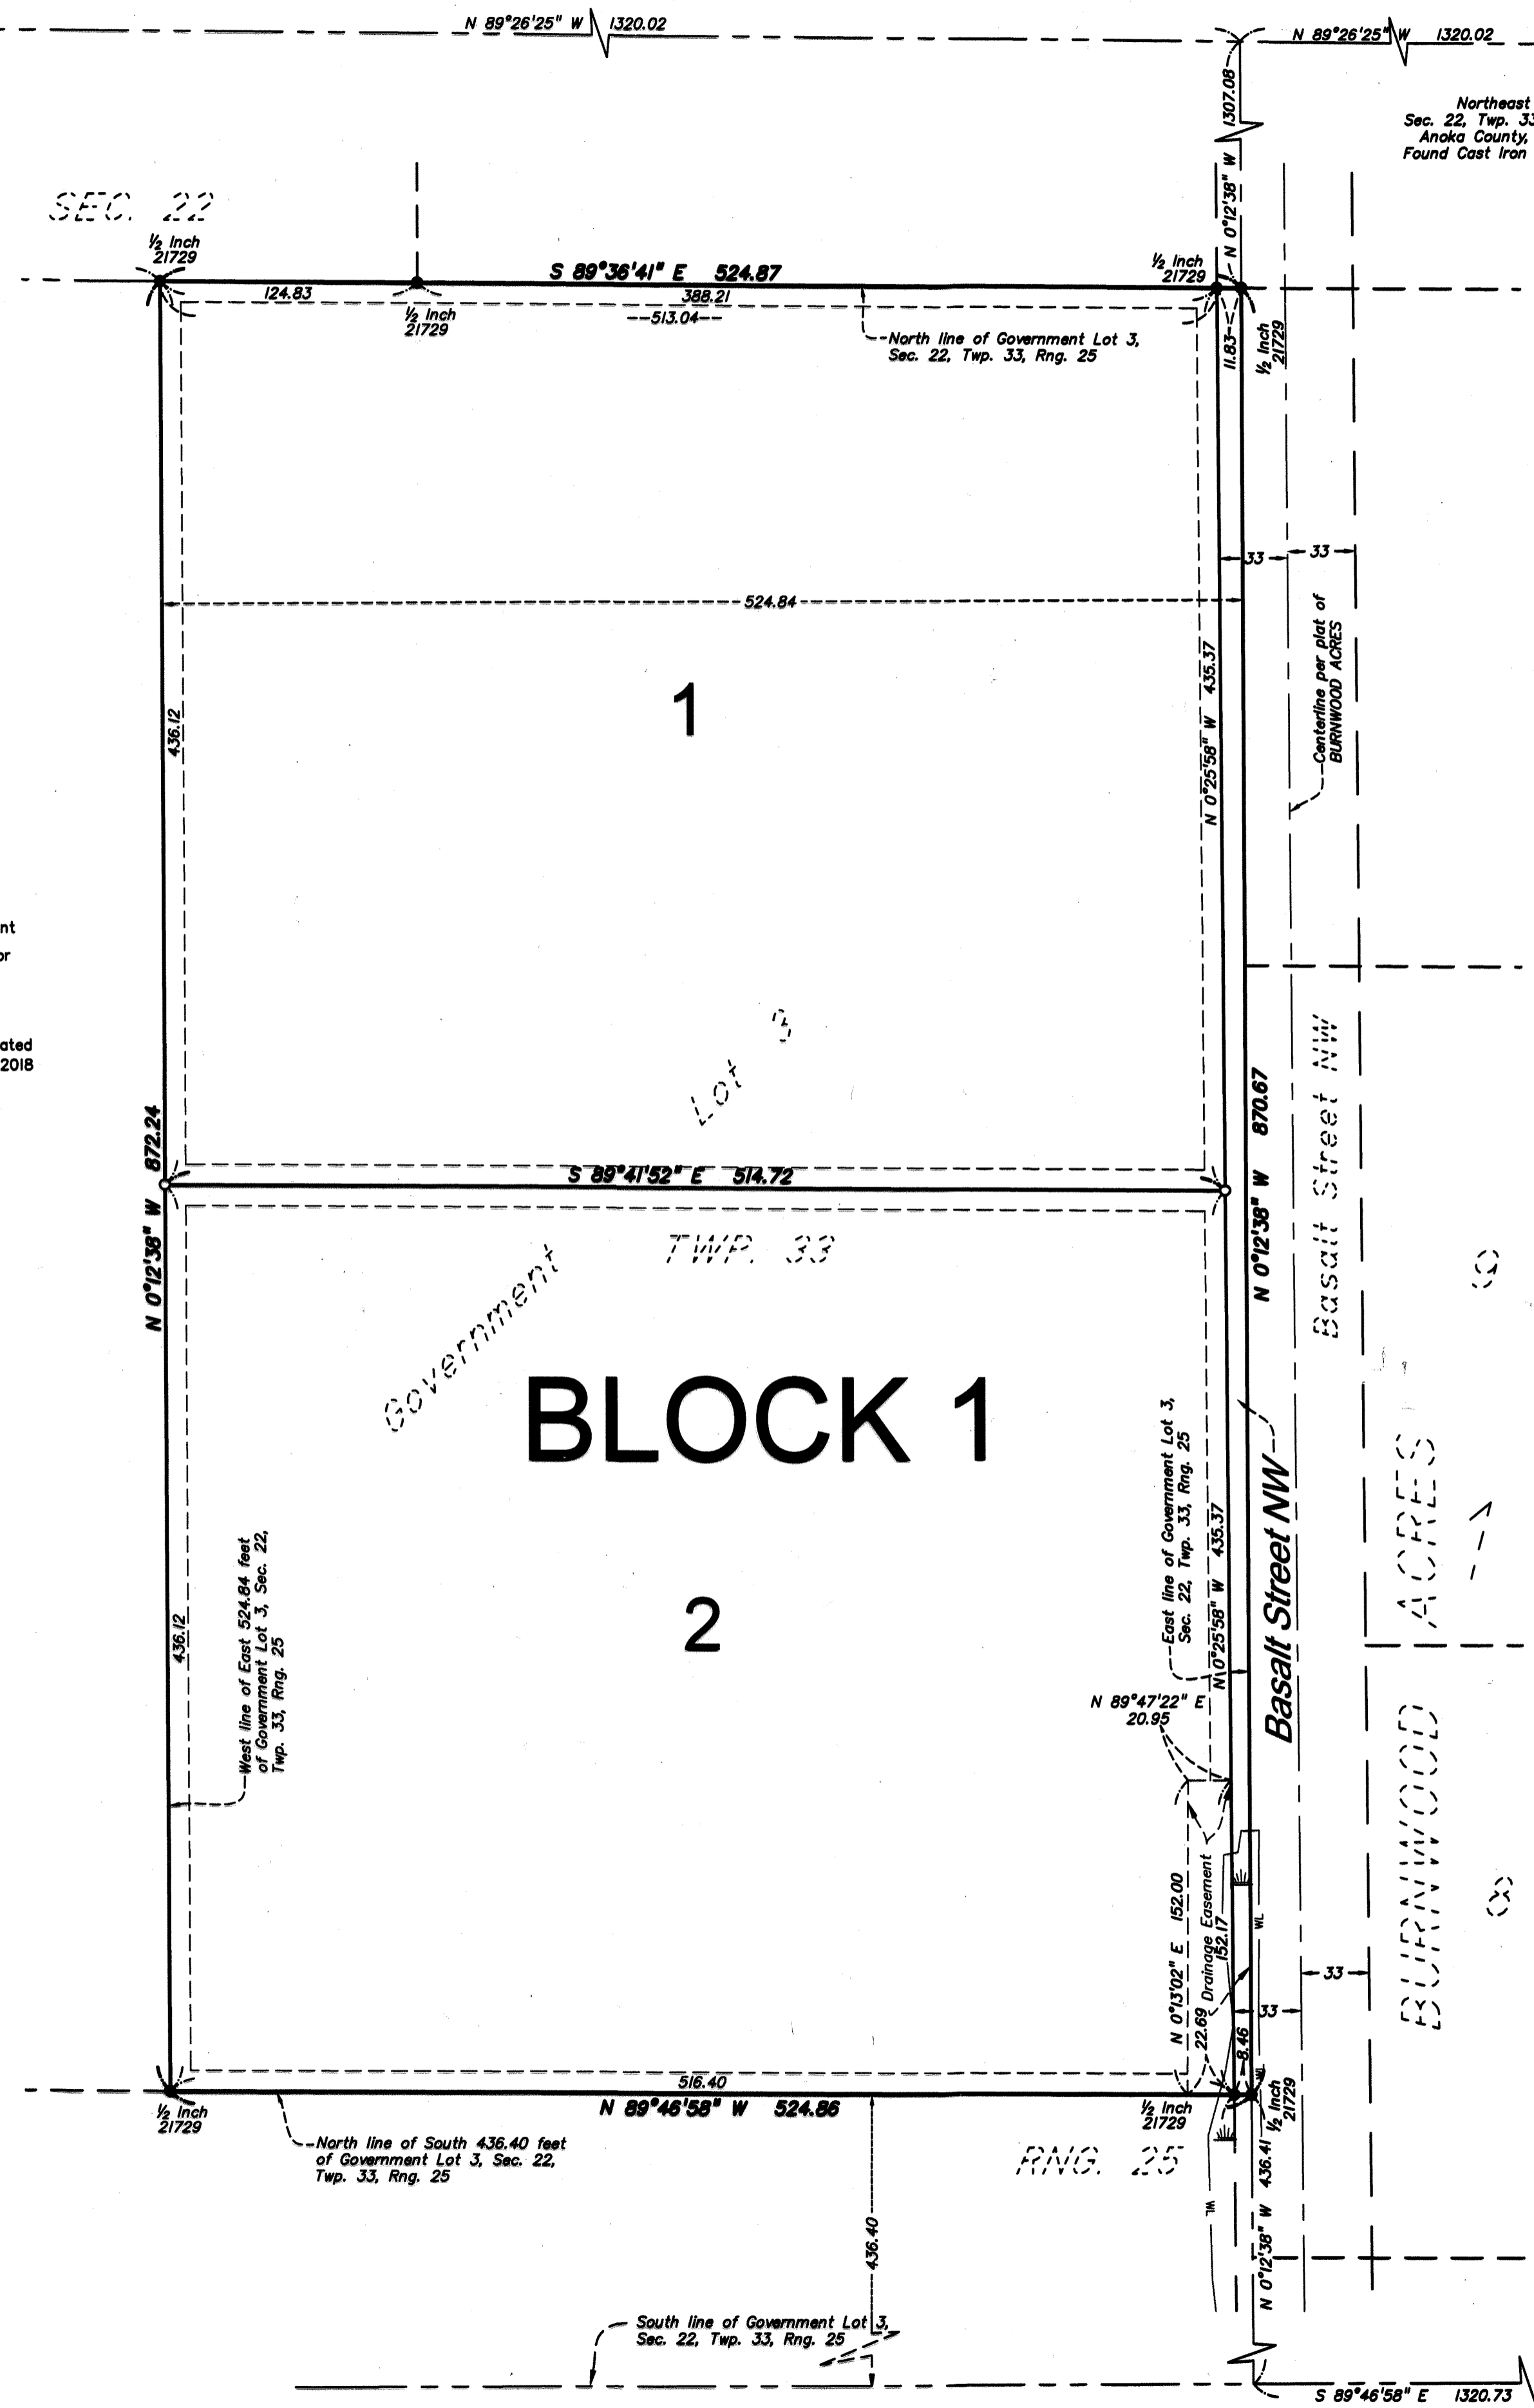 N 89°26'25" W 1320.02
N 89°26'25" W 1320.02
1307.08
N 0°12'38" W
Northeast
Sec. 22, Twp. 33
Anoka County,
Found Cast Iron
SEC. 22
½ Inch
21729
S 89°36'41" E 524.87
½ Inch
21729
124.83
388.21
--513.04--
½ Inch
21729
North line of Government Lot 3,
Sec. 22, Twp. 33, Rng. 25
11.83
½ Inch
21729
33
33
524.84
Centerline per plat of
BURNWOOD ACRES
N 0°25'58" W 435.37
1
436.12
nt
or
ated
2018
Lot 3
N 0°12'38" W 872.24
S 89°41'52" E 514.72
N 0°12'38" W 870.67
Basalt Street NW
TWP. 33
Government
9
BLOCK 1
East line of Government Lot 3,
Sec. 22, Twp. 33, Rng. 25
N 0°25'58" W 435.37
Basalt Street NW
BURNWOOD ACRES
2
436.12
West line of East 524.84 feet
of Government Lot 3, Sec. 22,
Twp. 33, Rng. 25
N 89°47'22" E
20.95
N 0°13'02" E 152.00
Drainage Easement
152.17
22.69
WL
8
33
33
8.46
WL
516.40
N 89°46'58" W 524.86
½ Inch
21729
½ Inch
21729
½ Inch
21729
North line of South 436.40 feet
of Government Lot 3, Sec. 22,
Twp. 33, Rng. 25
RNG. 25
WL
N 0°12'38" W 436.41
436.40
South line of Government Lot 3,
Sec. 22, Twp. 33, Rng. 25
S 89°46'58" E 1320.73